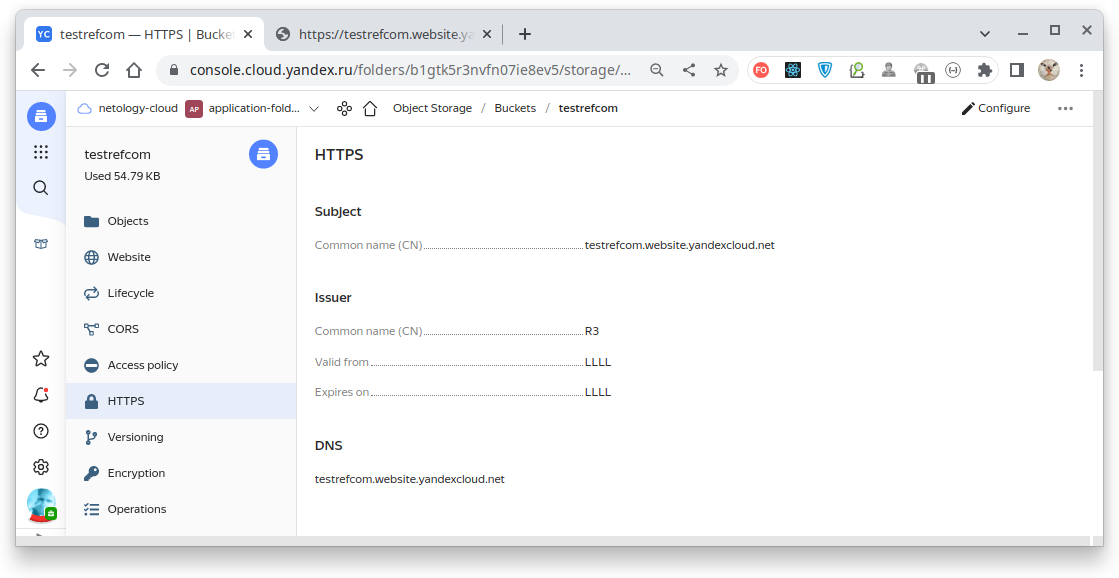 YC testrefcom — HTTPS | Bucke
https://testrefcom.website.ya
console.cloud.yandex.ru/folders/b1gtk5r3nvfn07ie8ev5/storage/...
FO
netology-cloud AP application-fold... Object Storage / Buckets / testrefcom Configure
testrefcom
Used 54.79 KB
Objects
Website
Lifecycle
CORS
Access policy
HTTPS
Versioning
Encryption
Operations
HTTPS
Subject
Common name (CN) testrefcom.website.yandexcloud.net
Issuer
Common name (CN) R3
Valid from LLLL
Expires on LLLL
DNS
testrefcom.website.yandexcloud.net